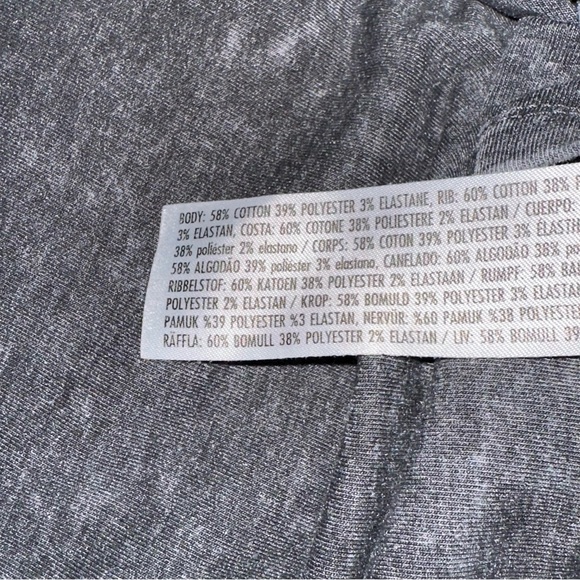 BODY: 58% COTTON 39% POLYESTER 3% ELASTANE, RIB: 60% COTTON 38%
3% ELASTAN, COSTA: 60% COTONE 38% POLIESTERE 2% ELASTAN / CUERPO:
38% poliéster 2% elastano / CORPS: 58% COTON 39% POLYESTER 3%
58% ALGODÃO 39% poliéster 3% elastano, CANELADO: 60% ALGODÃO 38%
RIBBELSTOF: 60% KATOEN 38% POLYESTER 2% ELASTAAN / RUMPF: 58%
POLYESTER 2% ELASTAN / KROP: 58% BOMULD 39% POLYESTER 3% ELASTAN
PAMUK %39 POLYESTER %3 ELASTAN, NERVÜR: %60 PAMUK %38 POLYESTER
RÄFFLA: 60% BOMULL 38% POLYESTER 2% ELASTAN / LIV: 58% BOMULL 39